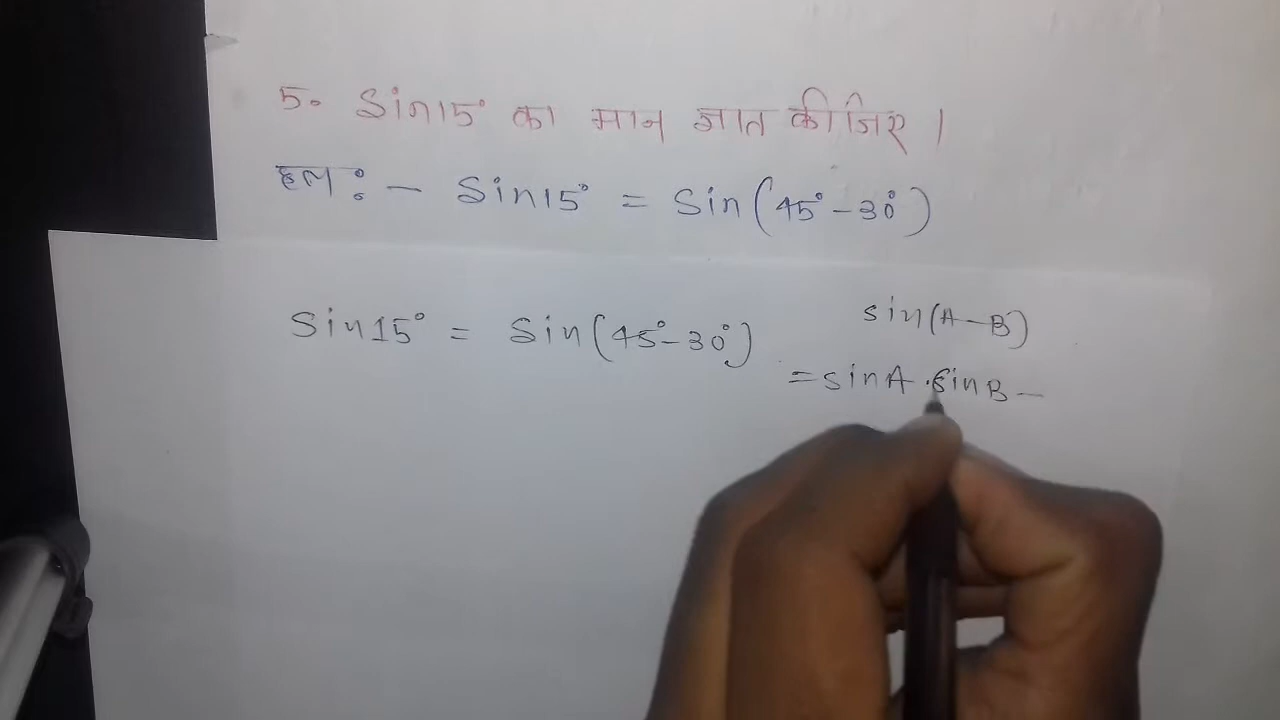 5. Sin15° का मान ज्ञात कीजिए।
हल :- Sin15° = Sin(45°-30°)
Sin15° = Sin(45°-30°)
sin(A-B)
=sinA.sinB-